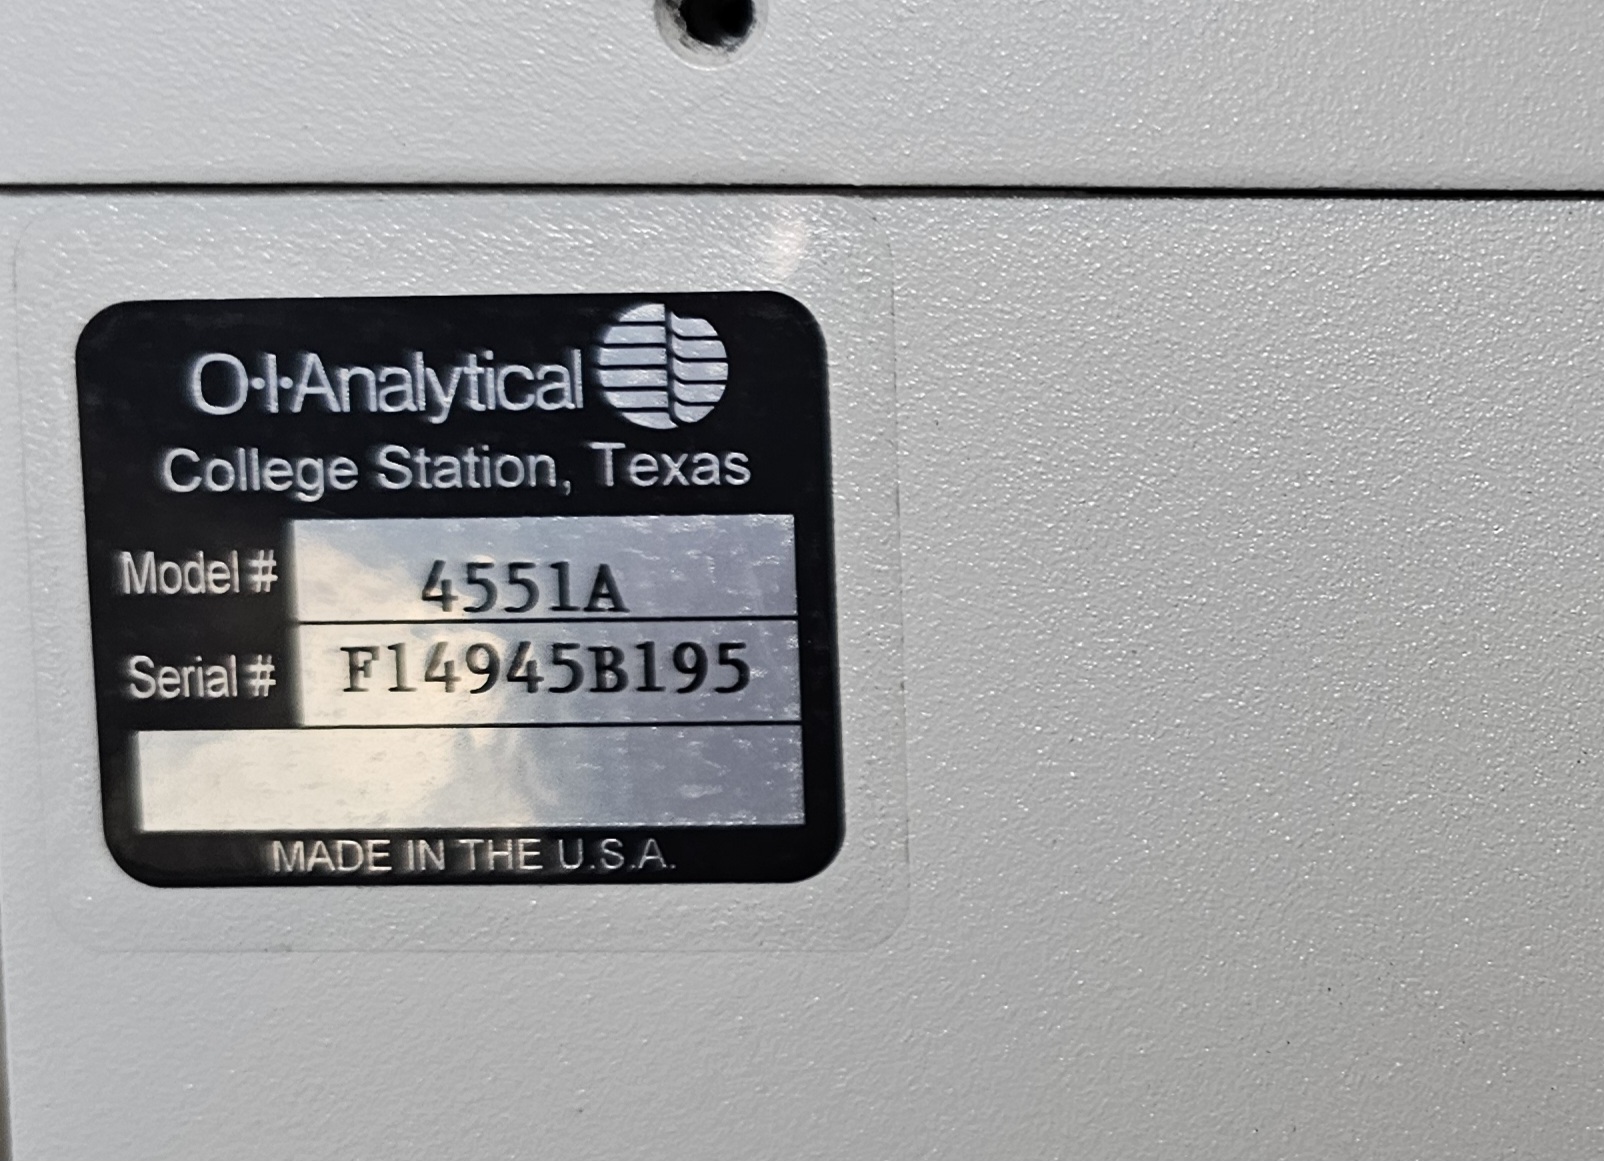 O·I·Analytical
College Station, Texas
Model # 4551A
Serial # F14945B195
MADE IN THE U.S.A.